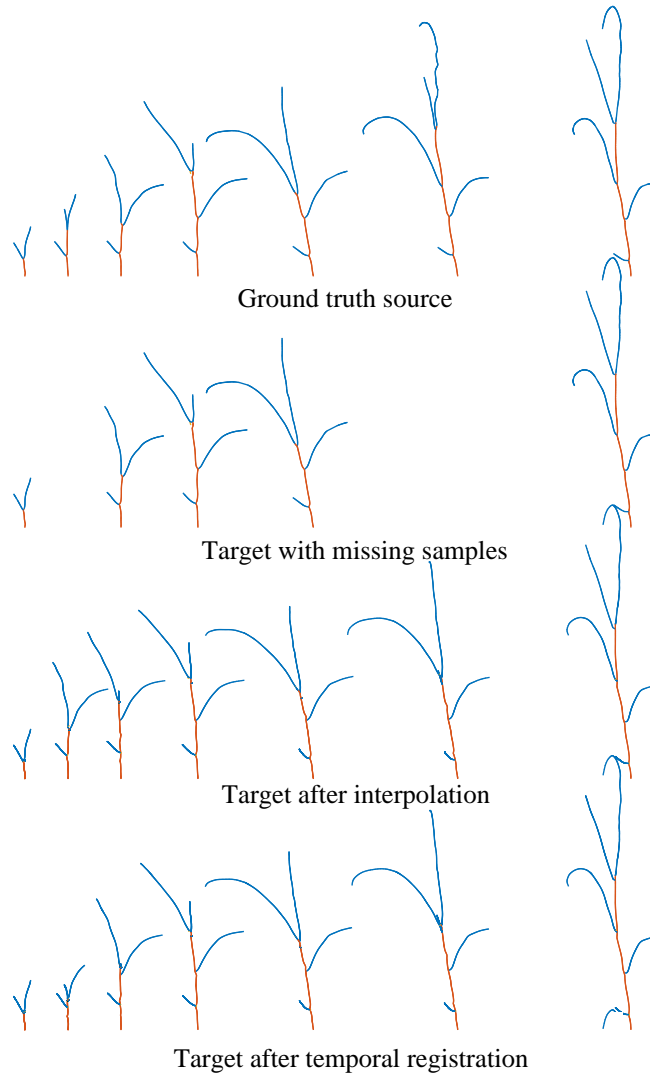 Ground truth source
Target with missing samples
Target after interpolation
Target after temporal registration